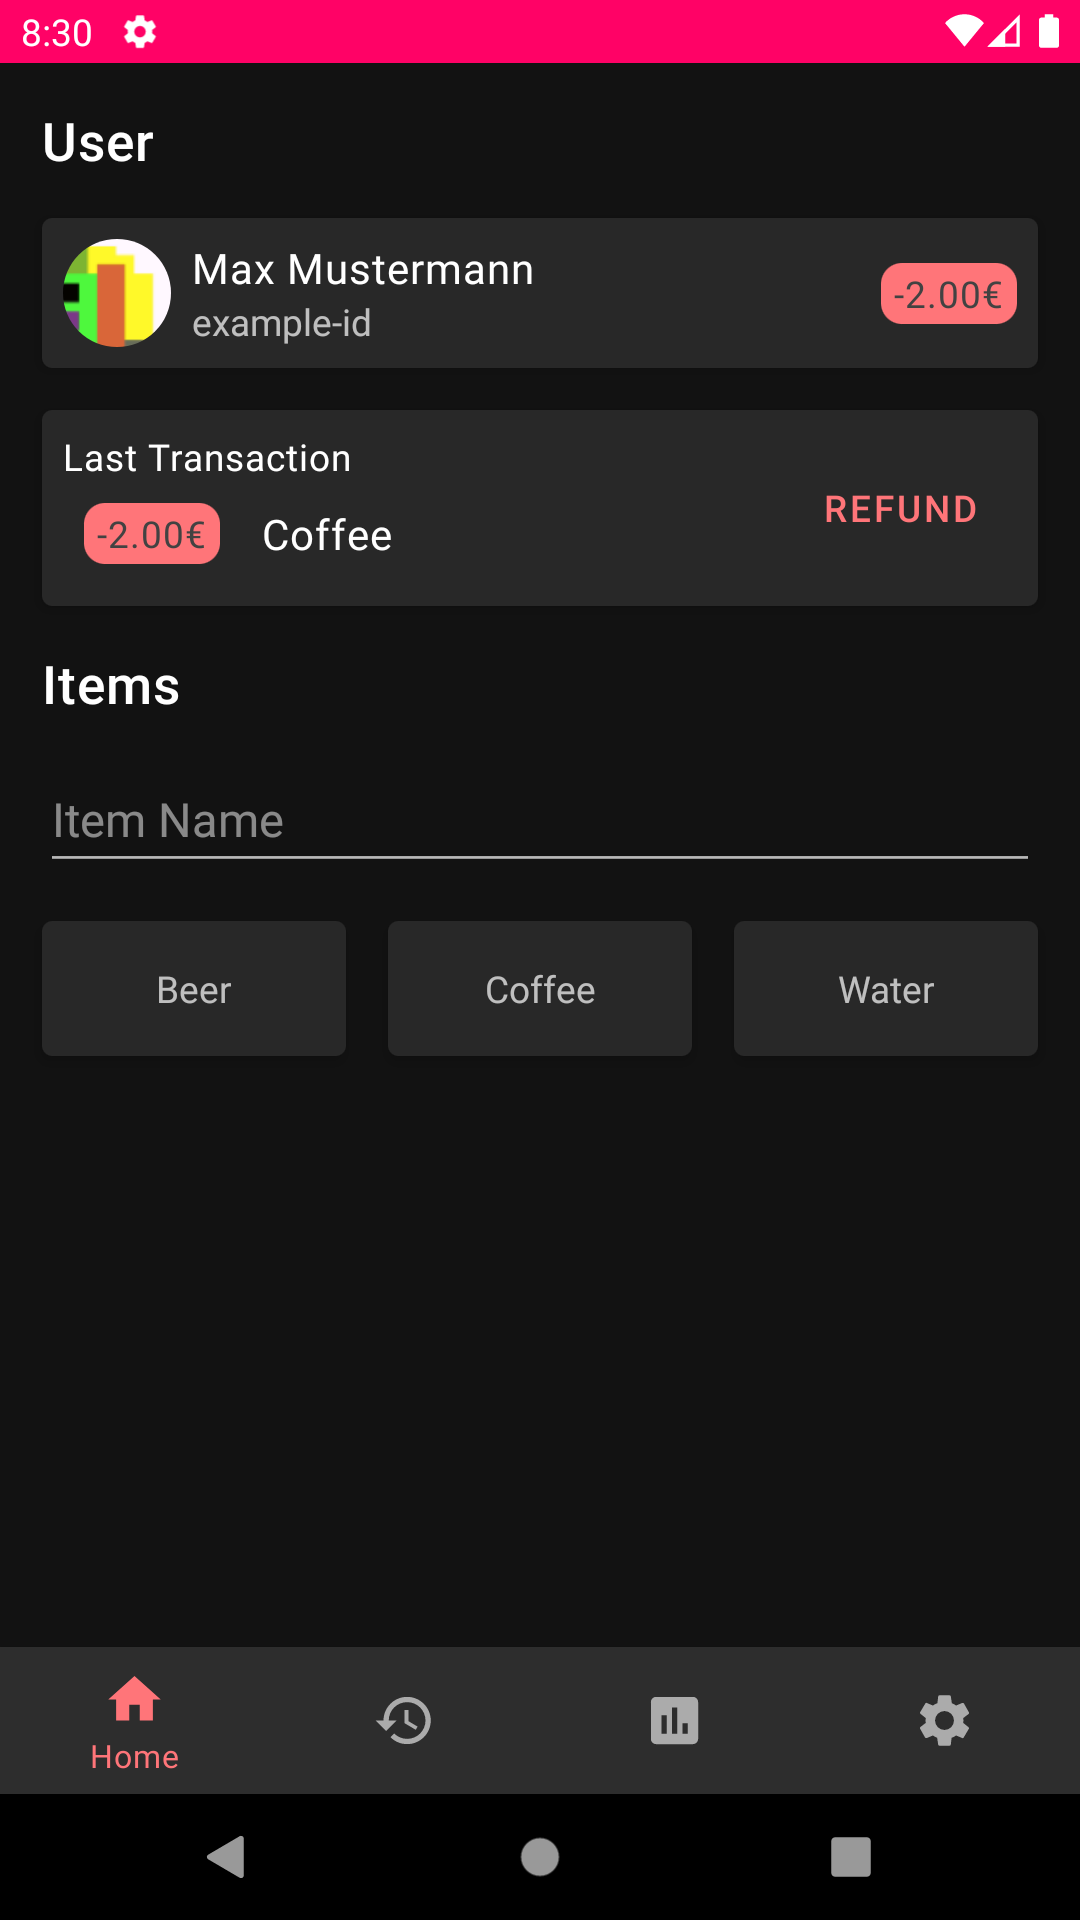 8:30
User
Max Mustermann
example-id
-2.00€
Last Transaction
-2.00€ Coffee
REFUND
Items
Item Name
Beer Coffee Water
Home